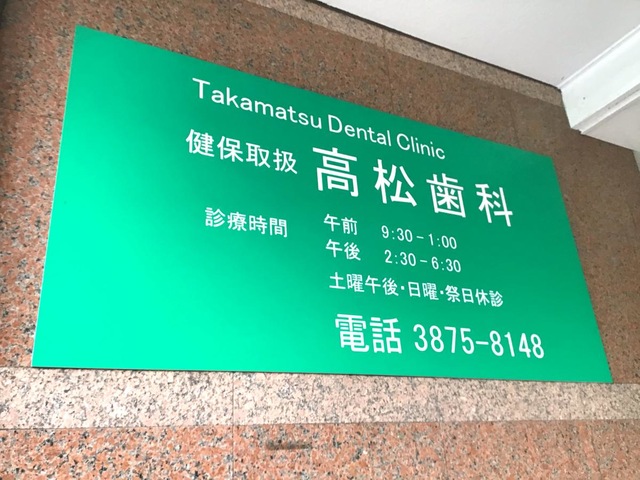 Takamatsu Dental Clinic
健保取扱 高松歯科
診療時間 午前 9:30-1:00
午後 2:30-6:30
土曜午後・日曜・祭日休診
電話 3875-8148